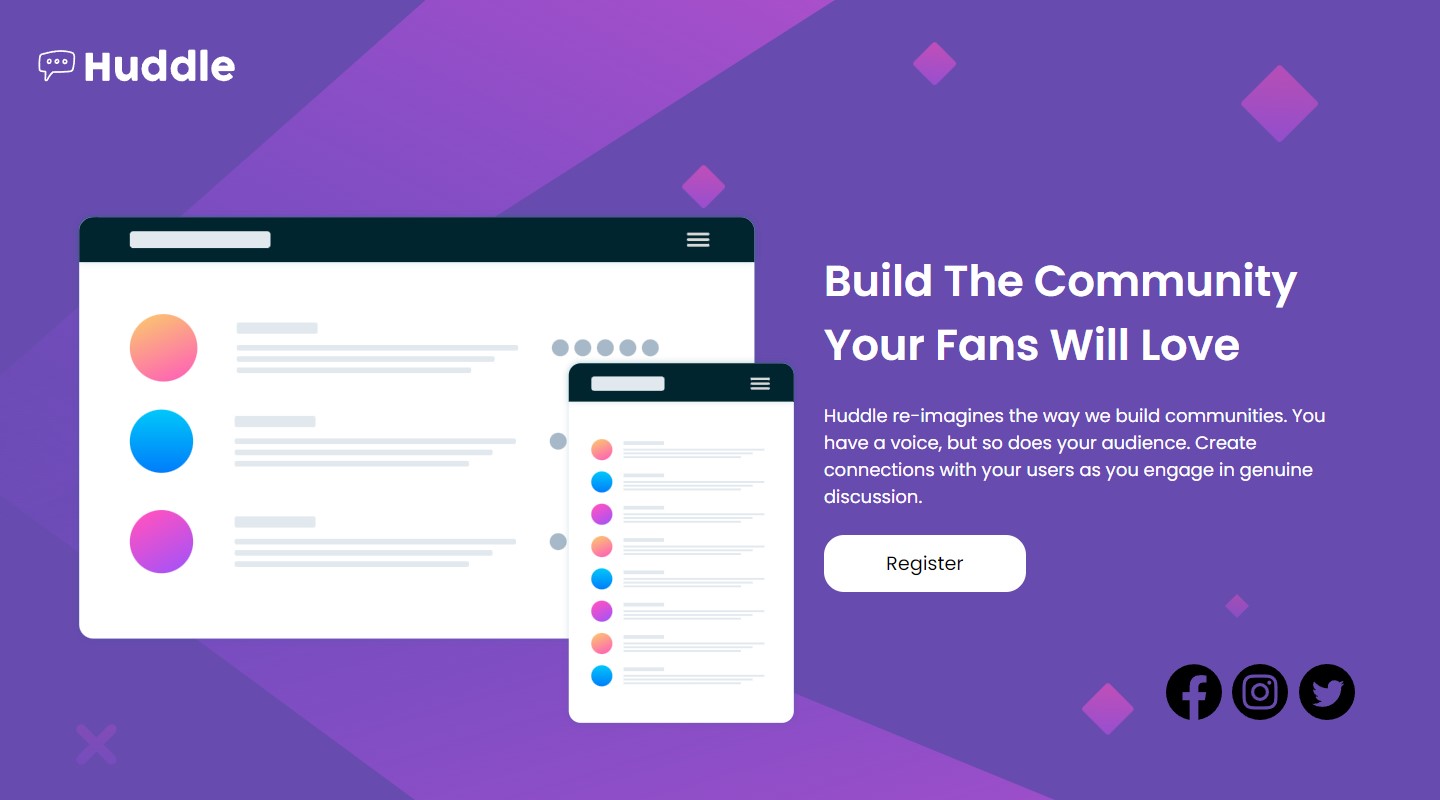 Huddle
Build The Community
Your Fans Will Love
Huddle re-imagines the way we build communities. You
have a voice, but so does your audience. Create
connections with your users as you engage in genuine
discussion.
Register